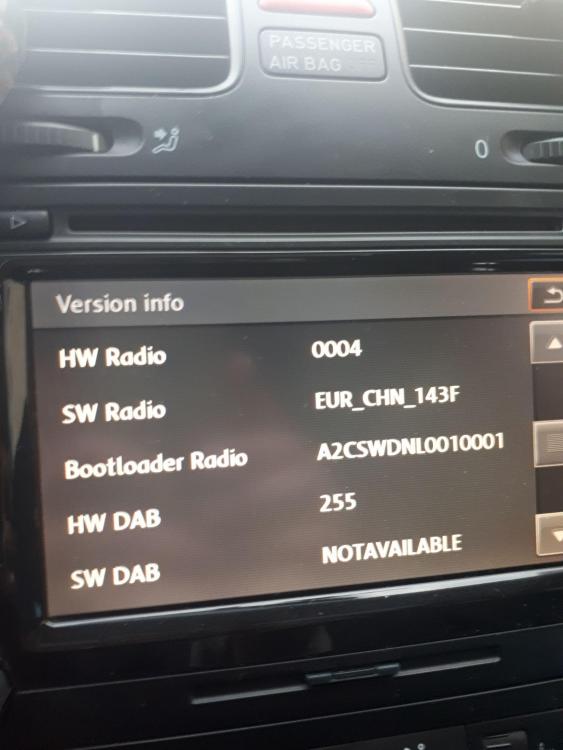 PASSENGER
AIR BAG OFF
0
Version info
HW Radio 0004
SW Radio EUR_CHN_143F
Bootloader Radio A2CSWDNL0010001
HW DAB 255
SW DAB NOTAVAILABLE